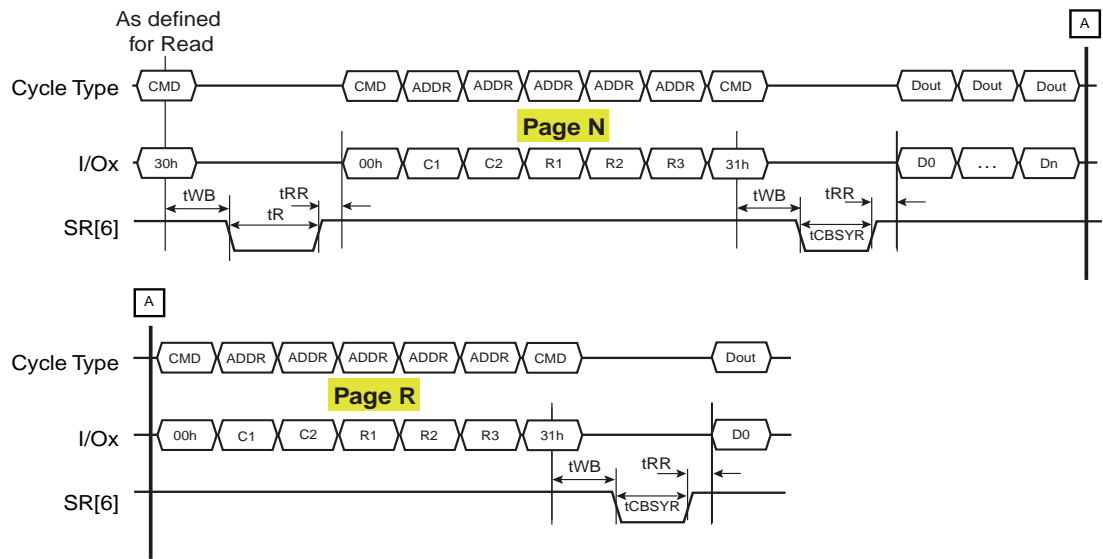 As defined
for Read
A
Cycle Type CMD CMD ADDR ADDR ADDR ADDR ADDR CMD Dout Dout Dout
Page N
I/Ox 30h 00h C1 C2 R1 R2 R3 31h D0 ... Dn
tWB tR tRR tWB tRR
SR[6] tCBSYR
A
Cycle Type CMD ADDR ADDR ADDR ADDR ADDR CMD Dout
Page R
I/Ox 00h C1 C2 R1 R2 R3 31h D0
tWB tRR
SR[6] tCBSYR